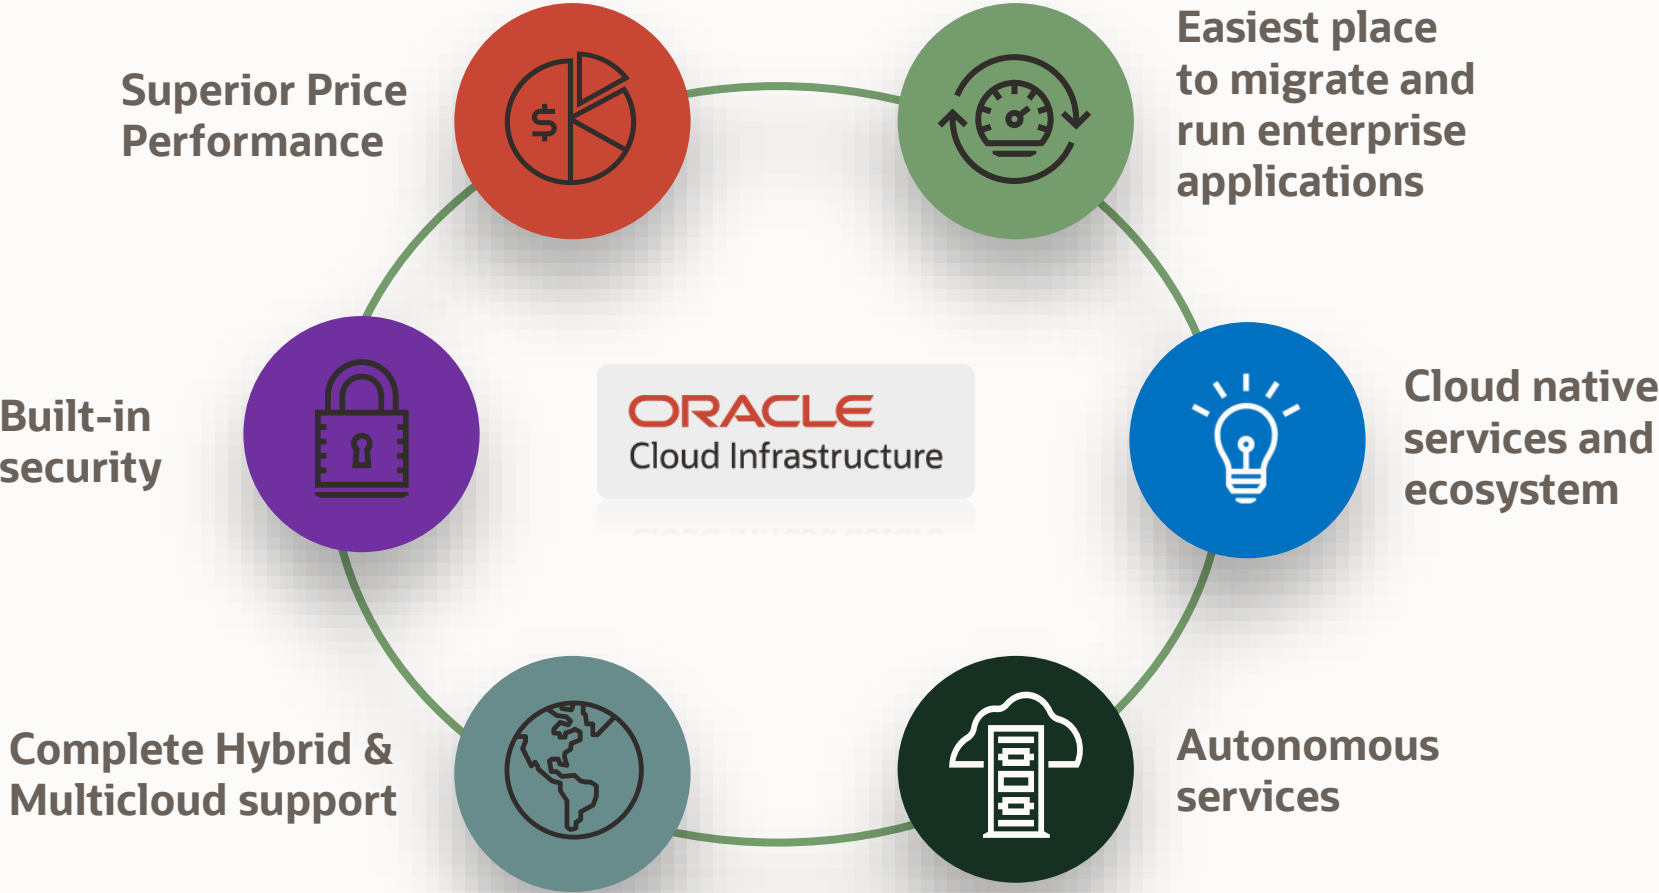 Superior Price
Performance
$
Easiest place
to migrate and
run enterprise
applications
Built-in
security
ORACLE
Cloud Infrastructure
Cloud native
services and
ecosystem
Complete Hybrid &
Multicloud support
Autonomous
services